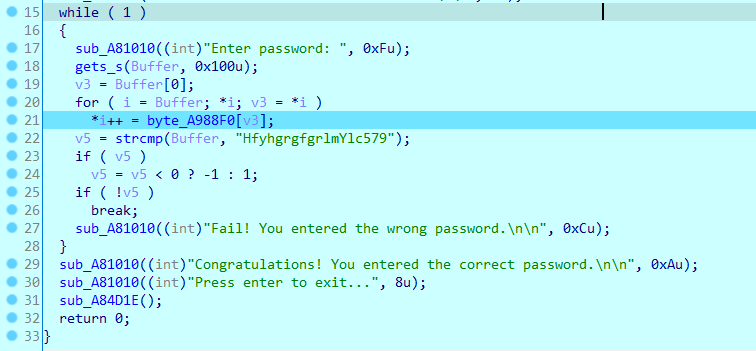 15 while ( 1 )
16 {
17 sub_A81010((int)"Enter password: ", 0xFu);
18 gets_s(Buffer, 0x100u);
19 v3 = Buffer[0];
20 for ( i = Buffer; *i; v3 = *i )
21 *i++ = byte_A988F0[v3];
22 v5 = strcmp(Buffer, "HfyhgrgfgrlmYlc579");
23 if ( v5 )
24 v5 = v5 < 0 ? -1 : 1;
25 if ( !v5 )
26 break;
27 sub_A81010((int)"Fail! You entered the wrong password.\n\n", 0xCu);
28 }
29 sub_A81010((int)"Congratulations! You entered the correct password.\n\n", 0xAu);
30 sub_A81010((int)"Press enter to exit...", 8u);
31 sub_A84D1E();
32 return 0;
33 }